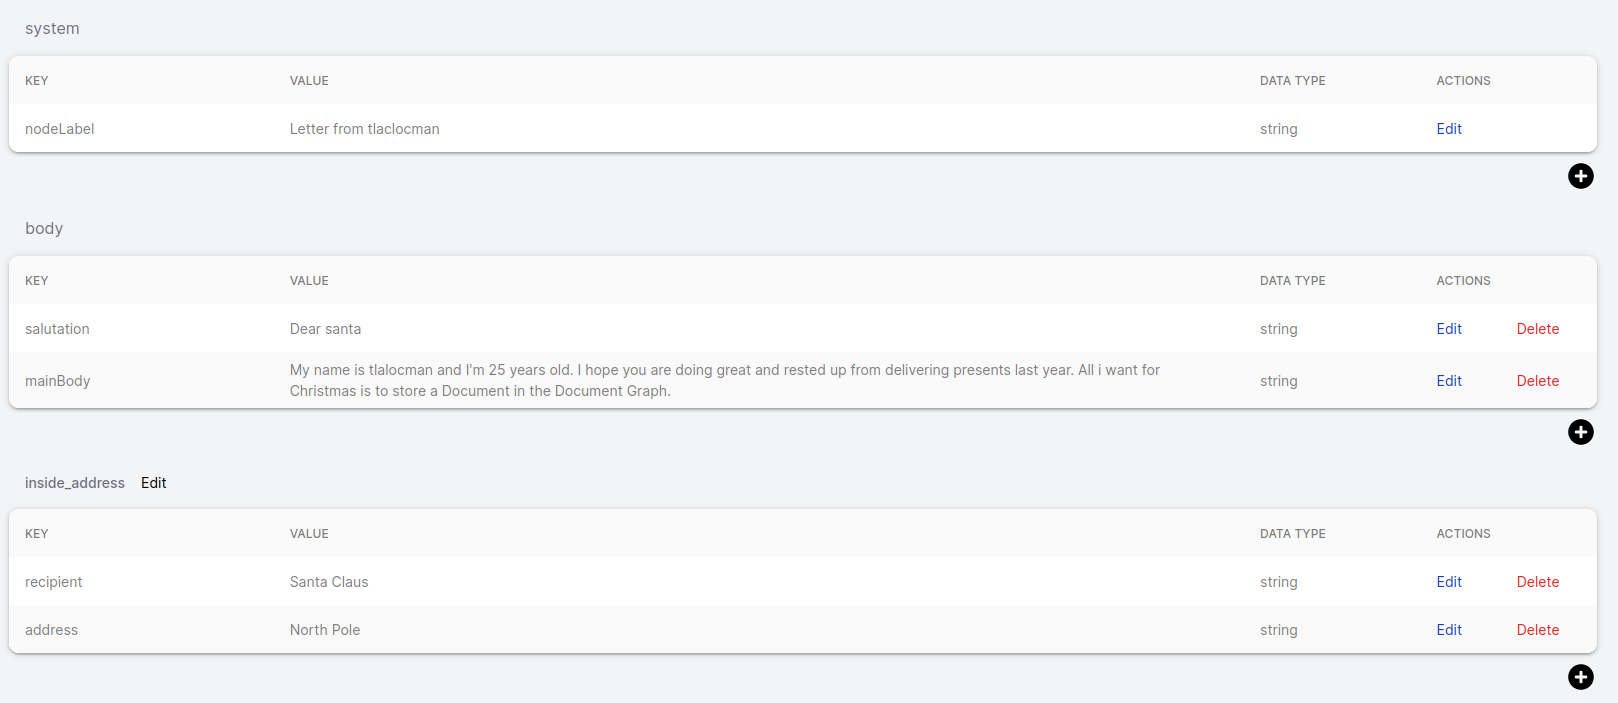 system
KEY VALUE DATA TYPE ACTIONS
nodeLabel Letter from tlaclocman string Edit
body
KEY VALUE DATA TYPE ACTIONS
salutation Dear santa string Edit Delete
mainBody My name is tlalocman and I'm 25 years old. I hope you are doing great and rested up from delivering presents last year. All i want for
Christmas is to store a Document in the Document Graph. string Edit Delete
inside_address Edit
KEY VALUE DATA TYPE ACTIONS
recipient Santa Claus string Edit Delete
address North Pole string Edit Delete